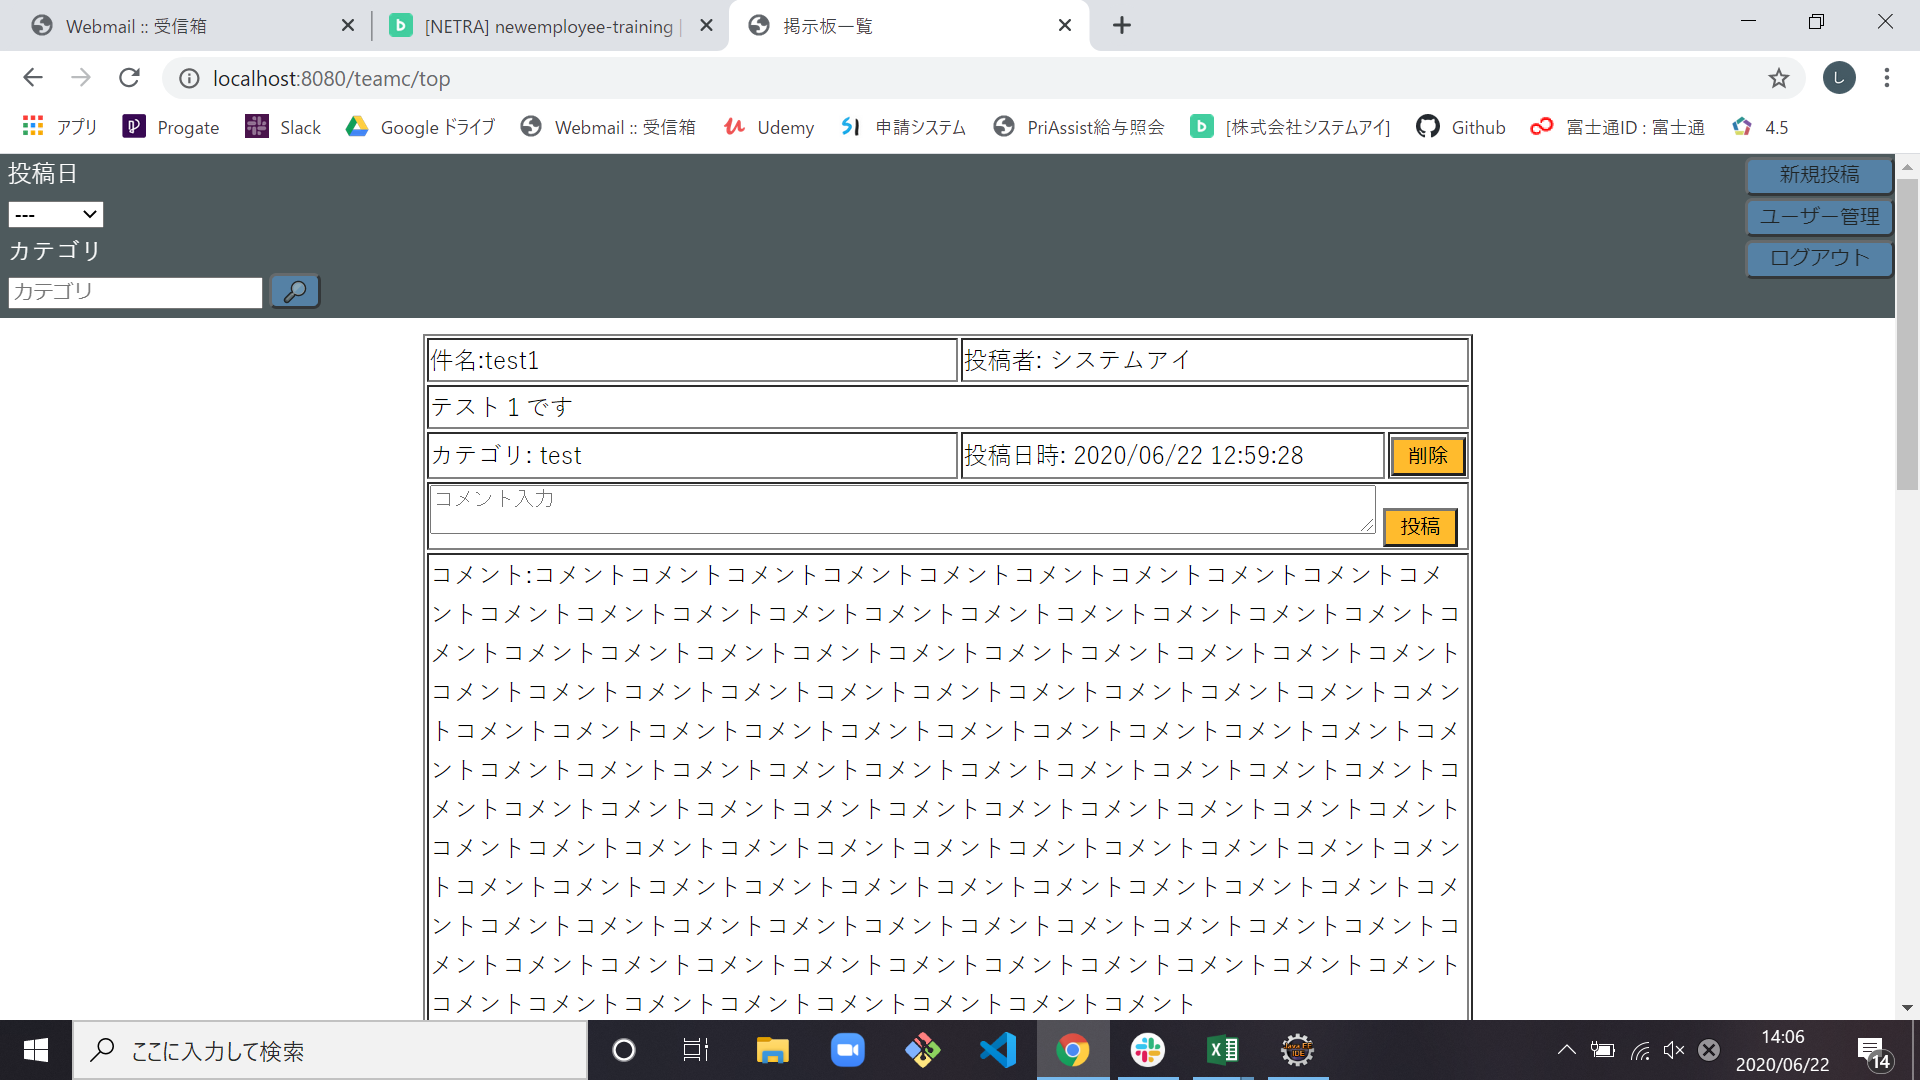 Webmail :: 受信箱
[NETRA] newemployee-training |
掲示板一覧
localhost:8080/teamc/top
し
アプリ
Progate
Slack
Google ドライブ
Webmail :: 受信箱
Udemy
申請システム
PriAssist給与照会
[株式会社システムアイ]
Github
富士通ID : 富士通
4.5
投稿日
---
カテゴリ
カテゴリ
新規投稿
ユーザー管理
ログアウト
件名:test1
投稿者: システムアイ
テスト１です
カテゴリ: test
投稿日時: 2020/06/22 12:59:28
削除
コメント入力
投稿
コメント:コメントコメントコメントコメントコメントコメントコメントコメントコメントコメ
ントコメントコメントコメントコメントコメントコメントコメントコメントコメントコメントコ
メントコメントコメントコメントコメントコメントコメントコメントコメントコメントコメント
コメントコメントコメントコメントコメントコメントコメントコメントコメントコメントコメン
トコメントコメントコメントコメントコメントコメントコメントコメントコメントコメントコメ
ントコメントコメントコメントコメントコメントコメントコメントコメントコメントコメントコ
メントコメントコメントコメントコメントコメントコメントコメントコメントコメントコメント
コメントコメントコメントコメントコメントコメントコメントコメントコメントコメントコメン
トコメントコメントコメントコメントコメントコメントコメントコメントコメントコメントコメ
ントコメントコメントコメントコメントコメントコメントコメントコメントコメントコメントコ
メントコメントコメントコメントコメントコメントコメントコメントコメントコメントコメント
コメントコメントコメントコメントコメントコメントコメントコメント
ここに入力して検索
Java EE
IDE
14:06
2020/06/22
14